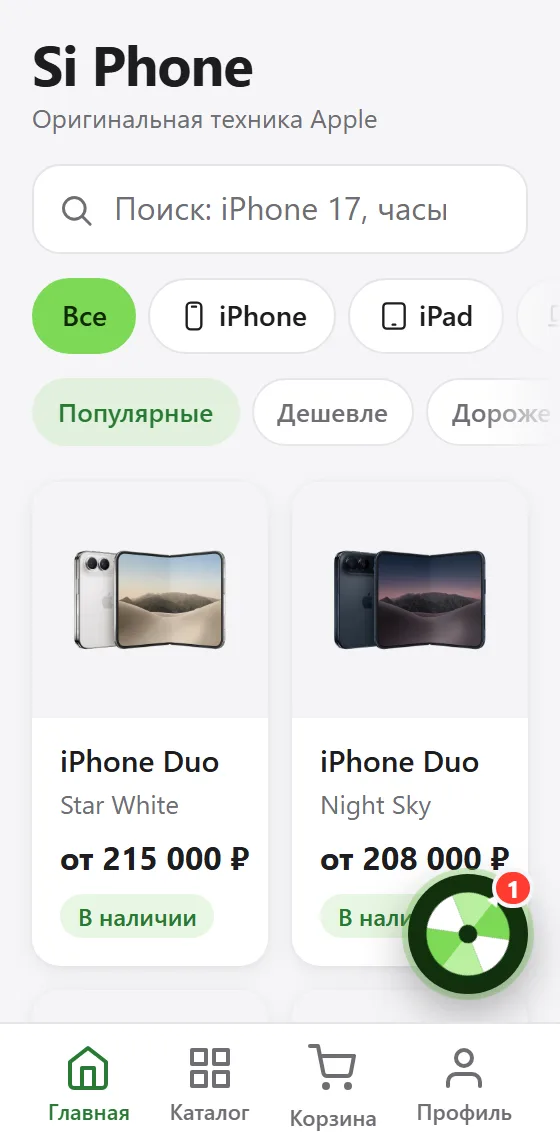 Si Phone
Оригинальная техника Apple
Поиск: iPhone 17, часы
Все
iPhone
iPad
Популярные
Дешевле
Дороже
iPhone Duo
Star White
от 215 000 ₽
В наличии
iPhone Duo
Night Sky
от 208 000 ₽
В нали
1
Главная
Каталог
Корзина
Профиль